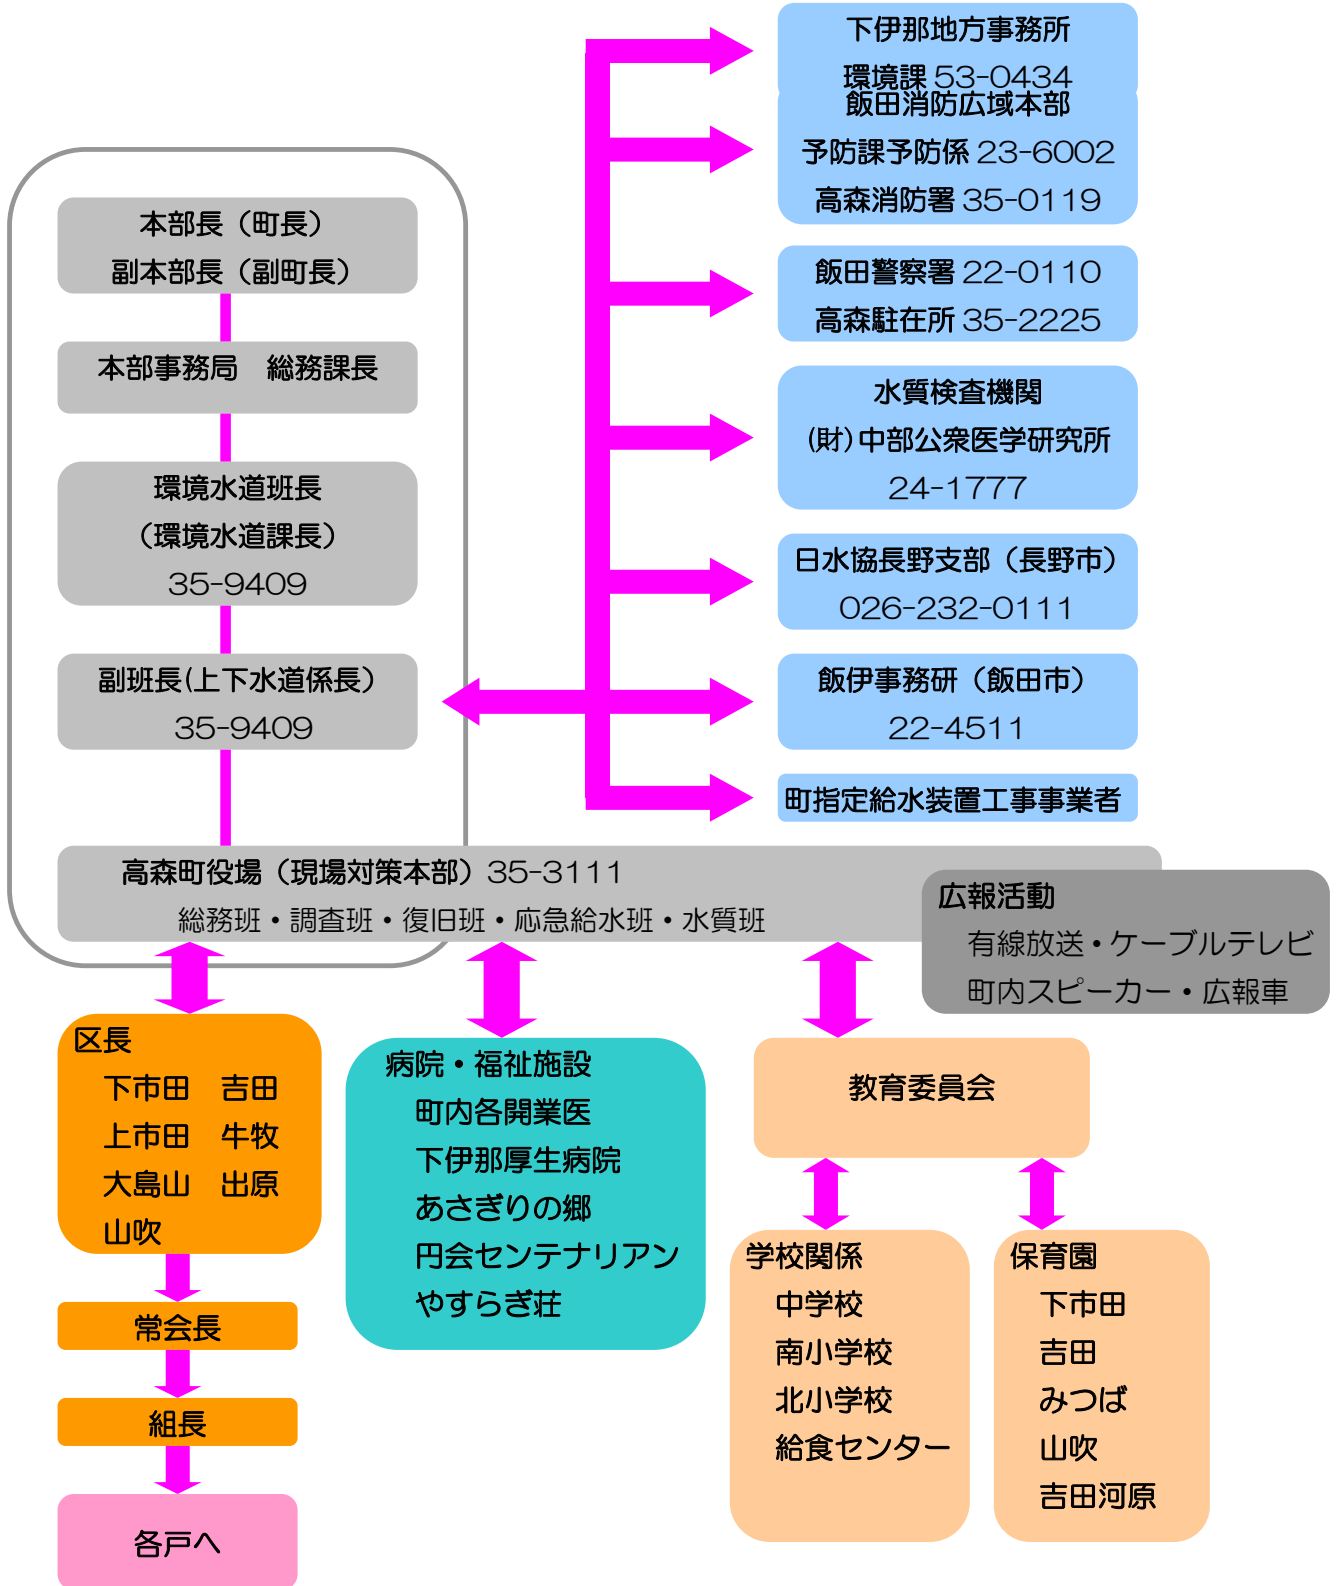 下伊那地方事務所
環境課 53-0434
飯田消防広域本部
予防課予防係 23-6002
高森消防署 35-0119
飯田警察署 22-0110
高森駐在所 35-2225
水質検査機関
(財)中部公衆医学研究所
24-1777
日水協長野支部（長野市）
026-232-0111
飯伊事務研（飯田市）
22-4511
町指定給水装置工事事業者
本部長（町長）
副本部長（副町長）
本部事務局　総務課長
環境水道班長
（環境水道課長）
35-9409
副班長(上下水道係長）
35-9409
高森町役場（現場対策本部）35-3111
総務班・調査班・復旧班・応急給水班・水質班
広報活動
有線放送・ケーブルテレビ
町内スピーカー・広報車
区長
下市田　吉田
上市田　牛牧
大島山　出原
山吹
常会長
組長
各戸へ
病院・福祉施設
町内各開業医
下伊那厚生病院
あさぎりの郷
円会センテナリアン
やすらぎ荘
教育委員会
学校関係
中学校
南小学校
北小学校
給食センター
保育園
下市田
吉田
みつば
山吹
吉田河原